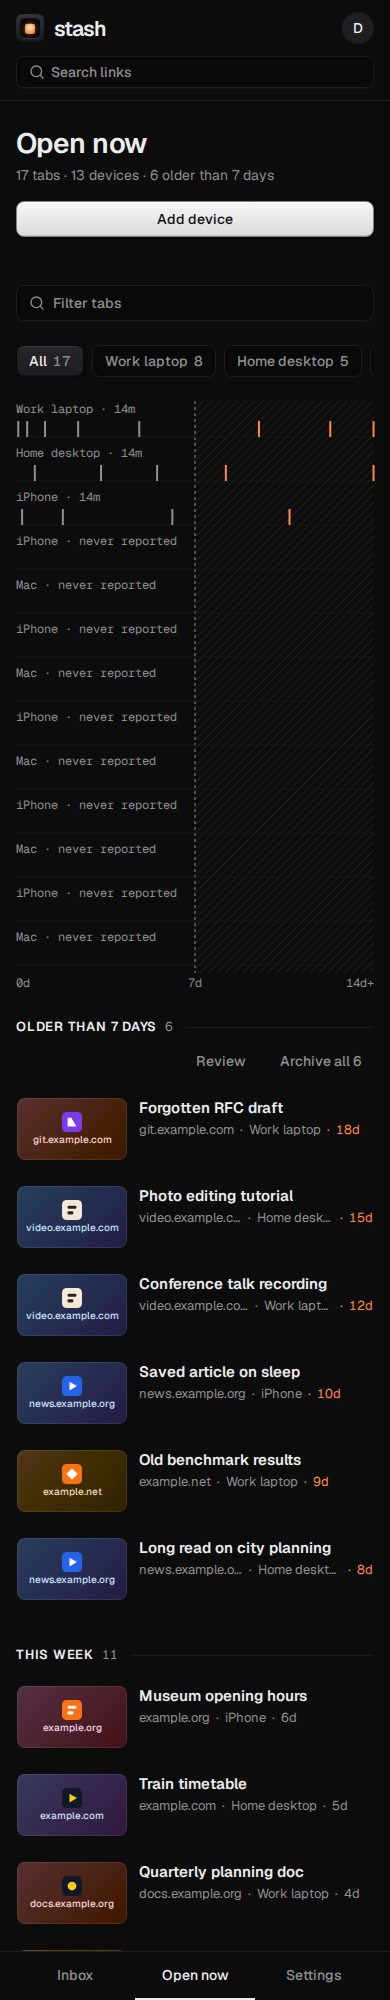 stash
D
Search links
Open now
17 tabs · 13 devices · 6 older than 7 days
Add device
Filter tabs
All 17
Work laptop 8
Home desktop 5
Work laptop · 14m
Home desktop · 14m
iPhone · 14m
iPhone · never reported
Mac · never reported
iPhone · never reported
Mac · never reported
iPhone · never reported
Mac · never reported
iPhone · never reported
Mac · never reported
iPhone · never reported
Mac · never reported
0d 7d 14d+
OLDER THAN 7 DAYS 6
Review Archive all 6
git.example.com
Forgotten RFC draft
git.example.com · Work laptop · 18d
video.example.com
Photo editing tutorial
video.example.c… · Home desk… · 15d
video.example.com
Conference talk recording
video.example.co… · Work lapt… · 12d
news.example.org
Saved article on sleep
news.example.org · iPhone · 10d
example.net
Old benchmark results
example.net · Work laptop · 9d
news.example.org
Long read on city planning
news.example.o… · Home deskt… · 8d
THIS WEEK 11
example.org
Museum opening hours
example.org · iPhone · 6d
example.com
Train timetable
example.com · Home desktop · 5d
docs.example.org
Quarterly planning doc
docs.example.org · Work laptop · 4d
Inbox
Open now
Settings